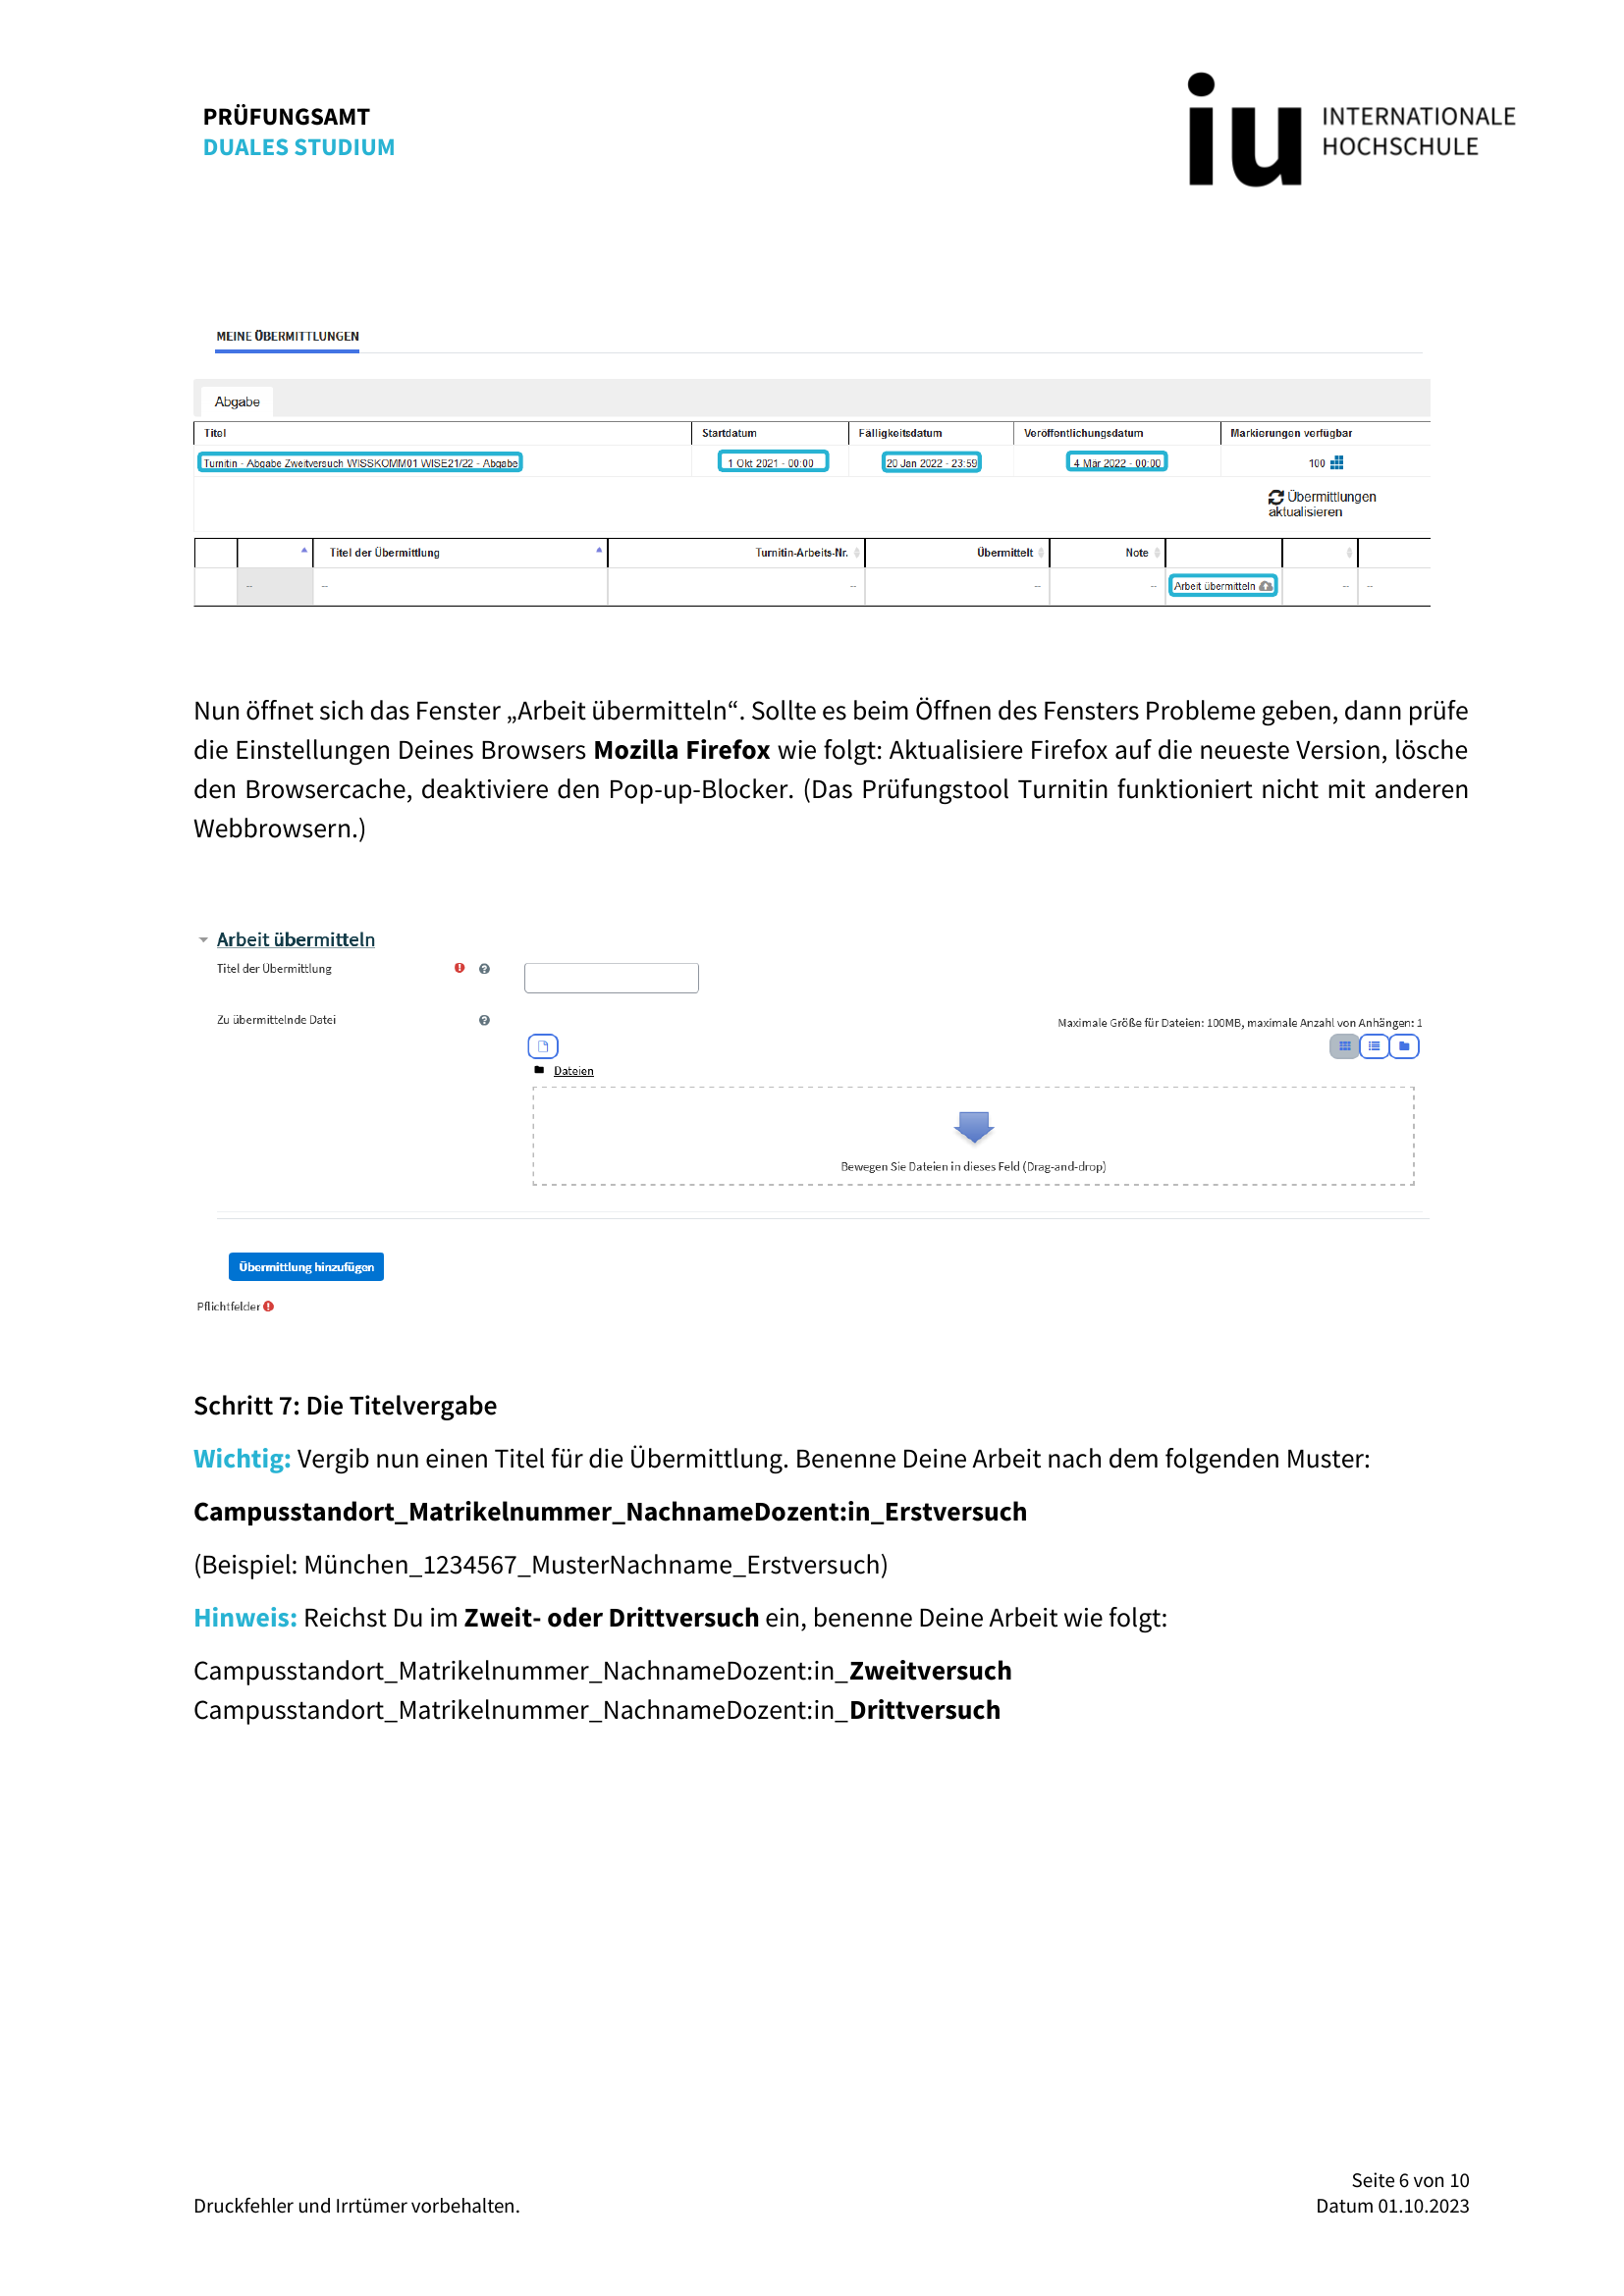 PRÜFUNGSAMT
DUALES STUDIUM
iu INTERNATIONALE
HOCHSCHULE
MEINE ÜBERMITTLUNGEN
Abgabe
Titel Startdatum Fälligkeitsdatum Veröffentlichungsdatum Markierungen verfügbar
Turnitin - Abgabe Zweitversuch WISSKOMM01 WISE21/22 - Abgabe 1 Okt 2021 - 00:00 20 Jan 2022 - 23:59 4 Mär 2022 - 00:00 100
Übermittlungen
aktualisieren
Titel der Übermittlung Turnitin-Arbeits-Nr. Übermittelt Note
-- -- -- -- -- Arbeit übermitteln -- --
Nun öffnet sich das Fenster „Arbeit übermitteln“. Sollte es beim Öffnen des Fensters Probleme geben, dann prüfe
die Einstellungen Deines Browsers Mozilla Firefox wie folgt: Aktualisiere Firefox auf die neueste Version, lösche
den Browsercache, deaktiviere den Pop-up-Blocker. (Das Prüfungstool Turnitin funktioniert nicht mit anderen
Webbrowsern.)
Arbeit übermitteln
Titel der Übermittlung
Zu übermittelnde Datei
Maximale Größe für Dateien: 100MB, maximale Anzahl von Anhängen: 1
Dateien
Bewegen Sie Dateien in dieses Feld (Drag-and-drop)
Übermittlung hinzufügen
Pflichtfelder
Schritt 7: Die Titelvergabe
Wichtig: Vergib nun einen Titel für die Übermittlung. Benenne Deine Arbeit nach dem folgenden Muster:
Campusstandort_Matrikelnummer_NachnameDozent:in_Erstversuch
(Beispiel: München_1234567_MusterNachname_Erstversuch)
Hinweis: Reichst Du im Zweit- oder Drittversuch ein, benenne Deine Arbeit wie folgt:
Campusstandort_Matrikelnummer_NachnameDozent:in_Zweitversuch
Campusstandort_Matrikelnummer_NachnameDozent:in_Drittversuch
Seite 6 von 10
Druckfehler und Irrtümer vorbehalten. Datum 01.10.2023